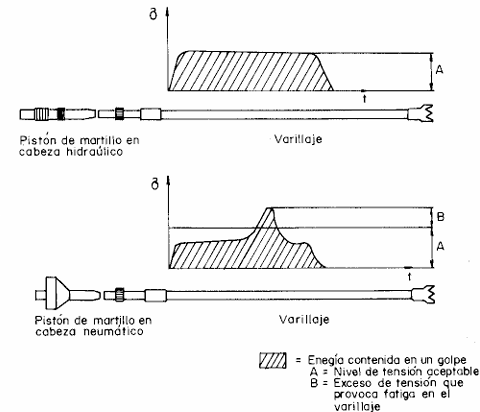 σ
A
t
Pistón de martillo en
cabeza hidraúlico
Varillaje
σ
B
A
t
Pistón de martillo en
cabeza neumático
Varillaje
= Enegía contenida en un golpe
A = Nivel de tensión aceptable
B = Exceso de tensión que
provoca fatiga en el
varillaje